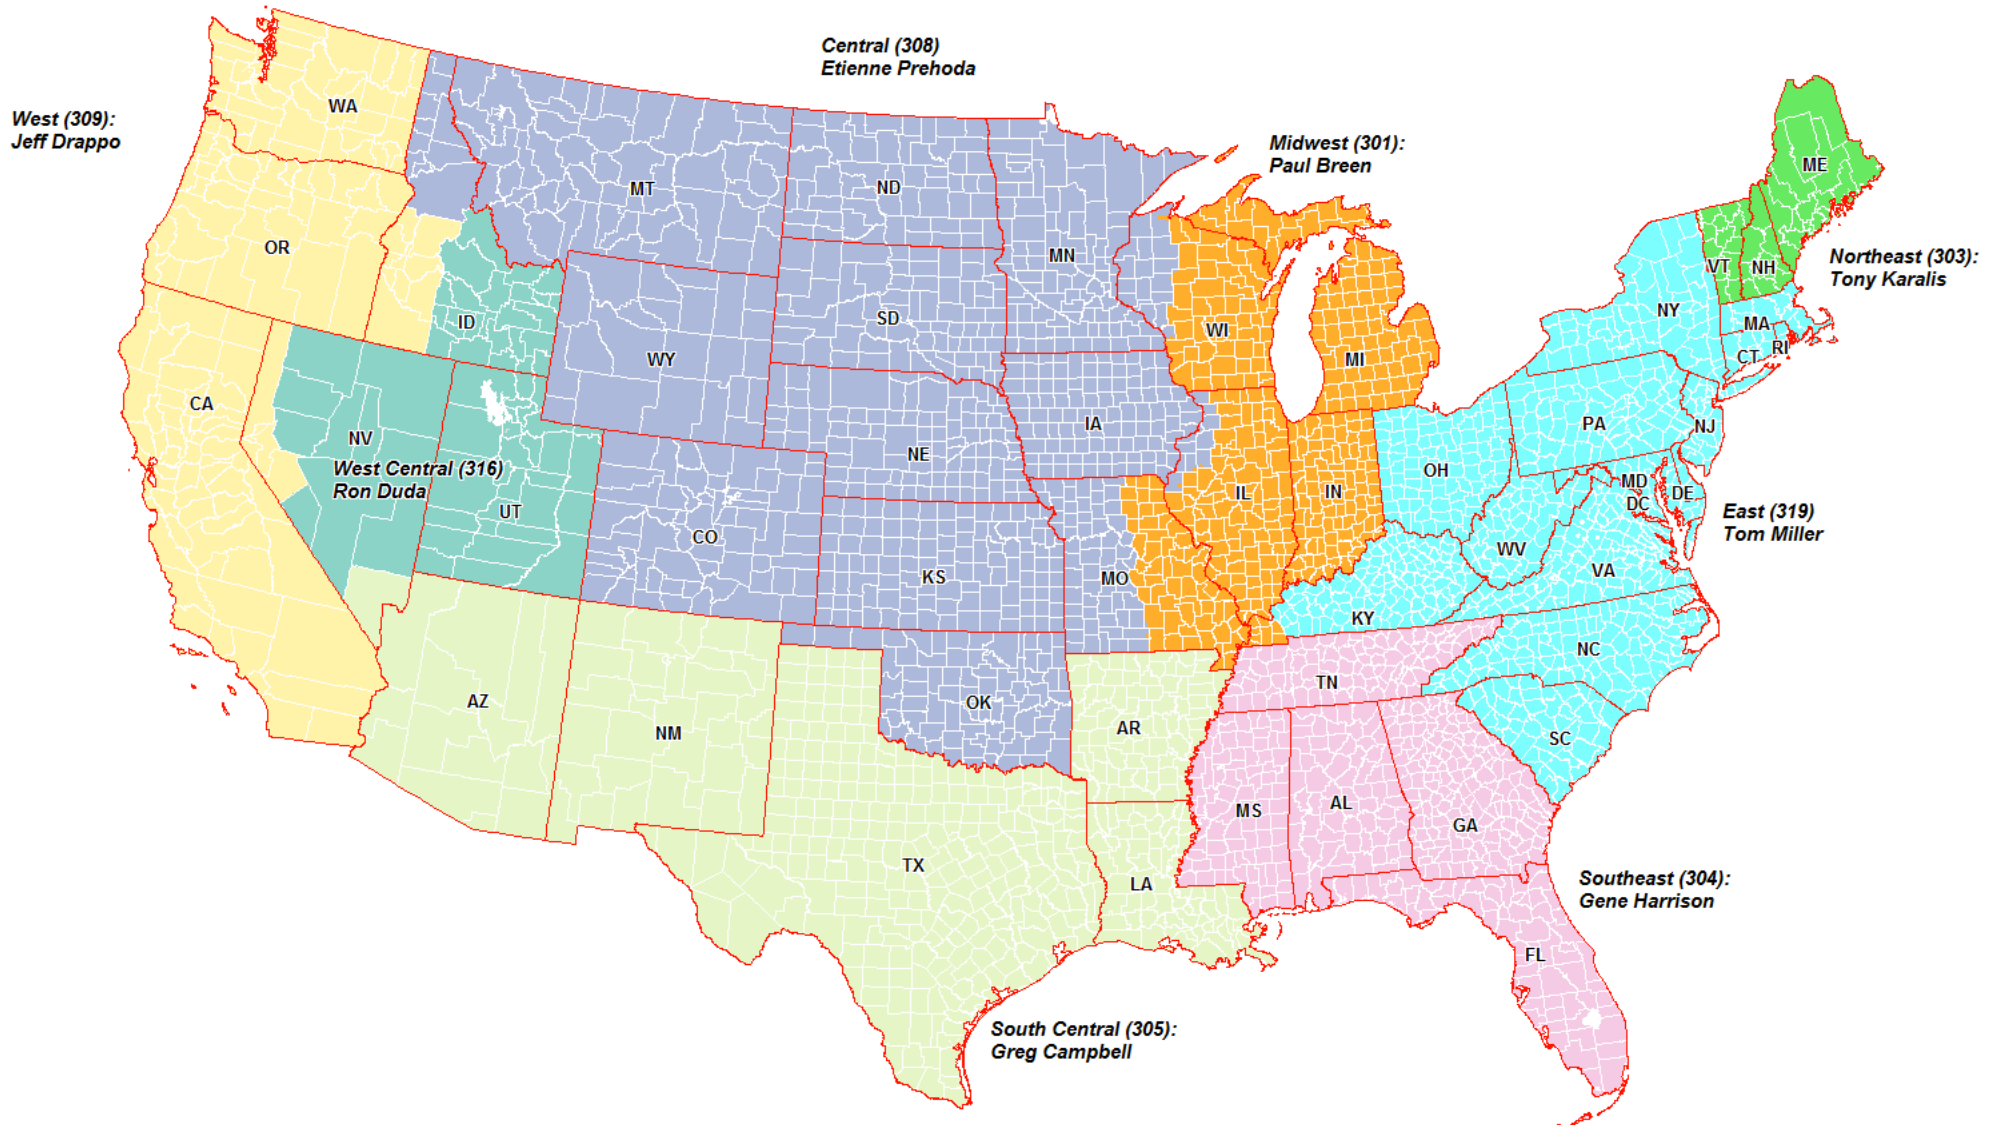 Central (308)
Etienne Prehoda
West (309):
Jeff Drappo
Midwest (301):
Paul Breen
Northeast (303):
Tony Karalis
West Central (316)
Ron Duda
East (319)
Tom Miller
Southeast (304):
Gene Harrison
South Central (305):
Greg Campbell
WA
OR
CA
NV
ID
UT
AZ
MT
WY
CO
NM
ND
SD
NE
KS
OK
TX
MN
IA
MO
AR
LA
WI
IL
MI
IN
OH
KY
TN
MS
AL
GA
FL
SC
NC
VA
WV
MD
DC
DE
PA
NJ
NY
CT
RI
MA
VT
NH
ME